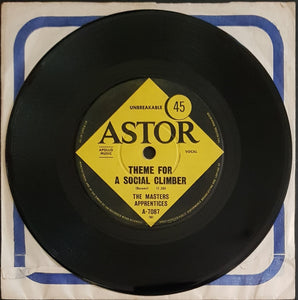 UNBREAKABLE
45
ASTOR
APOLLO
MUSIC
VOCAL
THEME FOR
A SOCIAL CLIMBER
THE MASTERS
APPRENTICES
A-7087